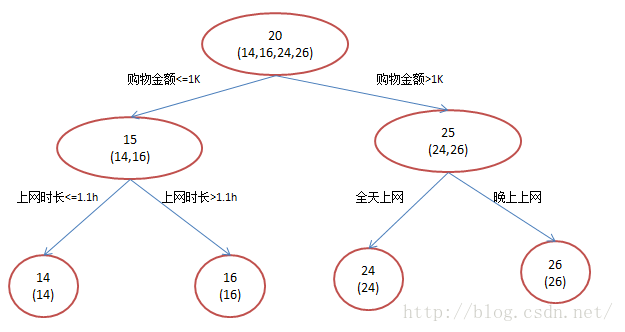 20
(14,16,24,26)
购物金额<=1K
购物金额>1K
15
(14,16)
25
(24,26)
上网时长<=1.1h
上网时长>1.1h
全天上网
晚上上网
14
(14)
16
(16)
24
(24)
26
(26)
http://blog.csdn.net/